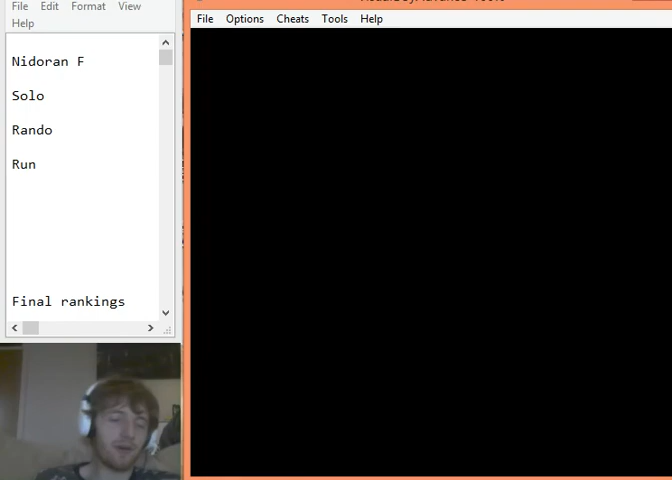 File Edit Format View
Help
Nidoran F
Solo
Rando
Run
Final rankings
File Options Cheats Tools Help